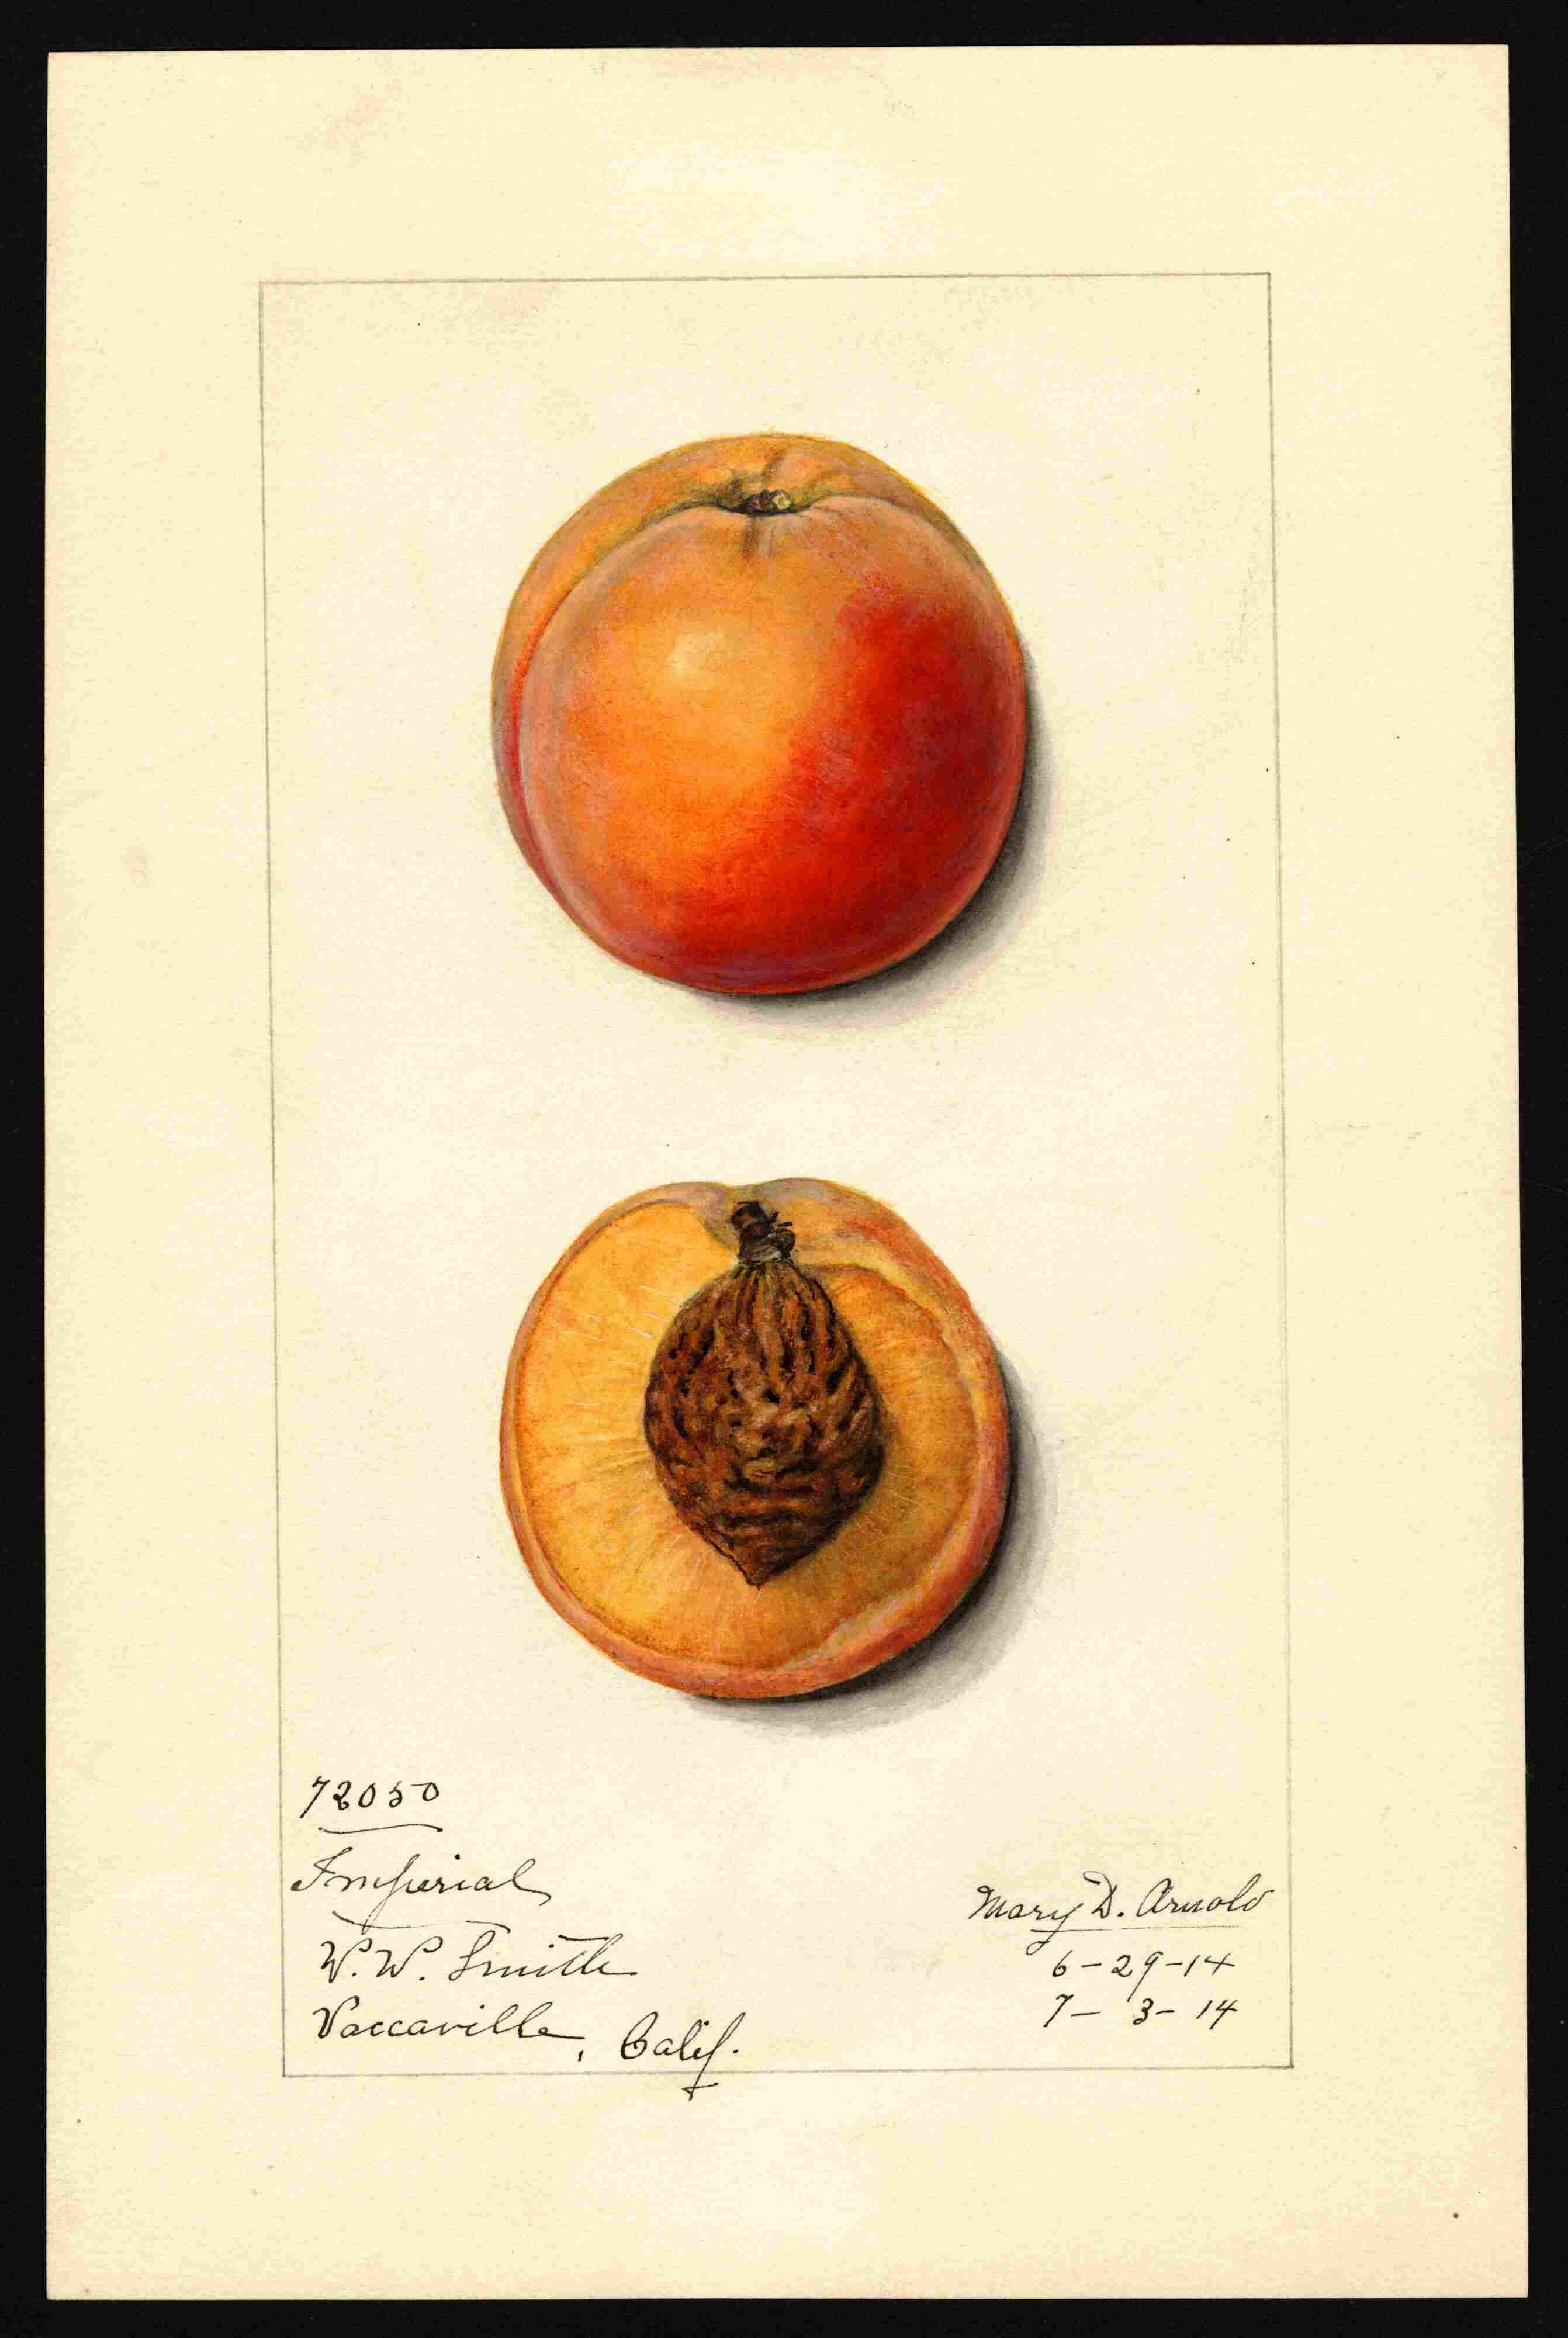 72050
Imperial
W. W. Smith
Vaccaville, Calif.
Mary D. Arnold
6-29-14
7- 3- 14